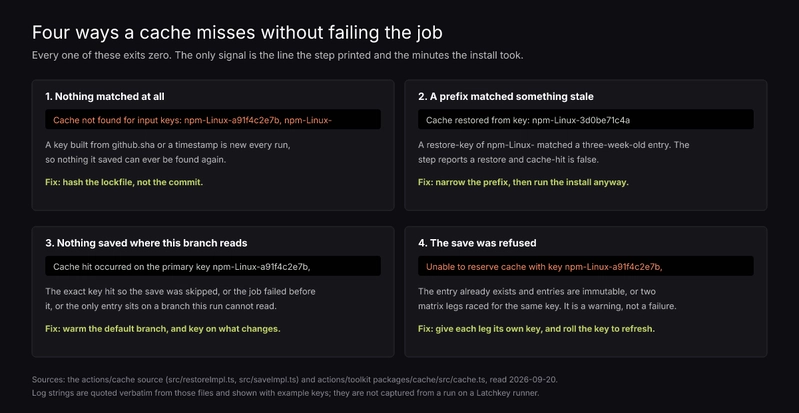 Four ways a cache misses without failing the job
Every one of these exits zero. The only signal is the line the step printed and the minutes the install took.
1. Nothing matched at all
Cache not found for input keys: npm-Linux-a91f4c2e7b, npm-Linux-
A key built from github.sha or a timestamp is new every run,
so nothing it saved can ever be found again.
Fix: hash the lockfile, not the commit.
2. A prefix matched something stale
Cache restored from key: npm-Linux-3d0be71c4a
A restore-key of npm-Linux- matched a three-week-old entry. The
step reports a restore and cache-hit is false.
Fix: narrow the prefix, then run the install anyway.
3. Nothing saved where this branch reads
Cache hit occurred on the primary key npm-Linux-a91f4c2e7b,
The exact key hit so the save was skipped, or the job failed before
it, or the only entry sits on a branch this run cannot read.
Fix: warm the default branch, and key on what changes.
4. The save was refused
Unable to reserve cache with key npm-Linux-a91f4c2e7b,
The entry already exists and entries are immutable, or two
matrix legs raced for the same key. It is a warning, not a failure.
Fix: give each leg its own key, and roll the key to refresh.
Sources: the actions/cache source (src/restoreImpl.ts, src/saveImpl.ts) and actions/toolkit packages/cache/src/cache.ts, read 2026-09-20.
Log strings are quoted verbatim from those files and shown with example keys; they are not captured from a run on a Latchkey runner.